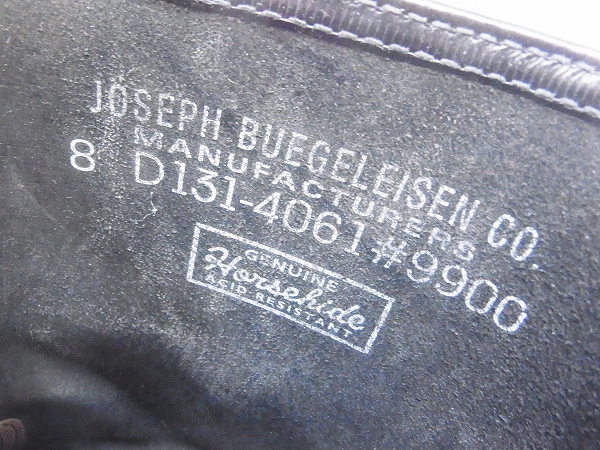 JOSEPH BUEGELEISEN CO.
MANUFACTURERS
8 D131-4061 #9900
GENUINE
Horsehide
ACID RESISTANT